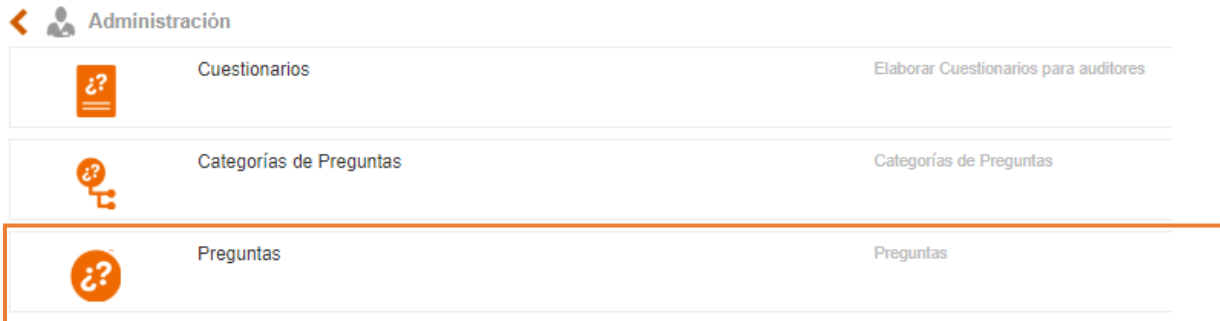 Administración
Cuestionarios
Elaborar Cuestionarios para auditores
¿?
Categorías de Preguntas
Categorías de Preguntas
¿?
Preguntas
Preguntas
¿?